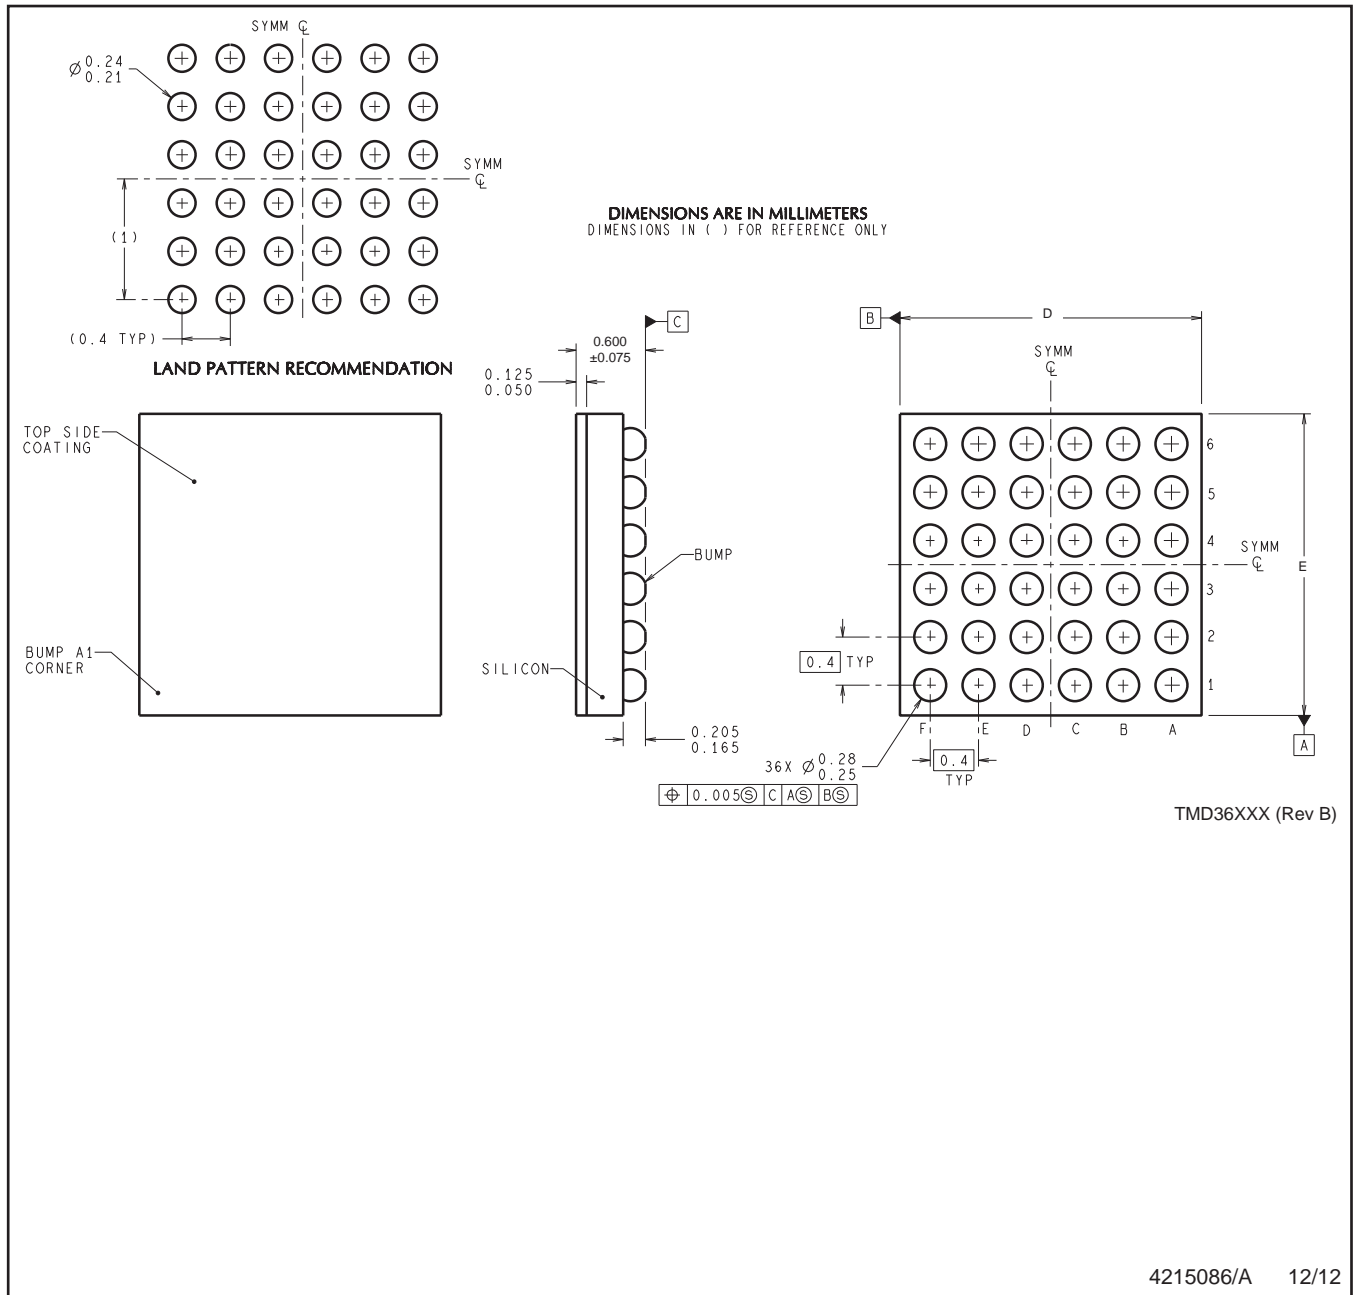 SYMM ℄
⌀ 0.24
0.21
SYMM
℄
(1)
(0.4 TYP)
LAND PATTERN RECOMMENDATION
DIMENSIONS ARE IN MILLIMETERS
DIMENSIONS IN ( ) FOR REFERENCE ONLY
TOP SIDE
COATING
BUMP A1
CORNER
0.600
±0.075
C
0.125
0.050
BUMP
SILICON
0.205
0.165
B
D
SYMM
℄
6
5
4
SYMM
℄
E
3
2
1
0.4 TYP
F E D C B A
A
36X ⌀ 0.28
0.25
0.4
TYP
⌖ 0.005Ⓢ C AⓈ BⓈ
TMD36XXX (Rev B)
4215086/A 12/12